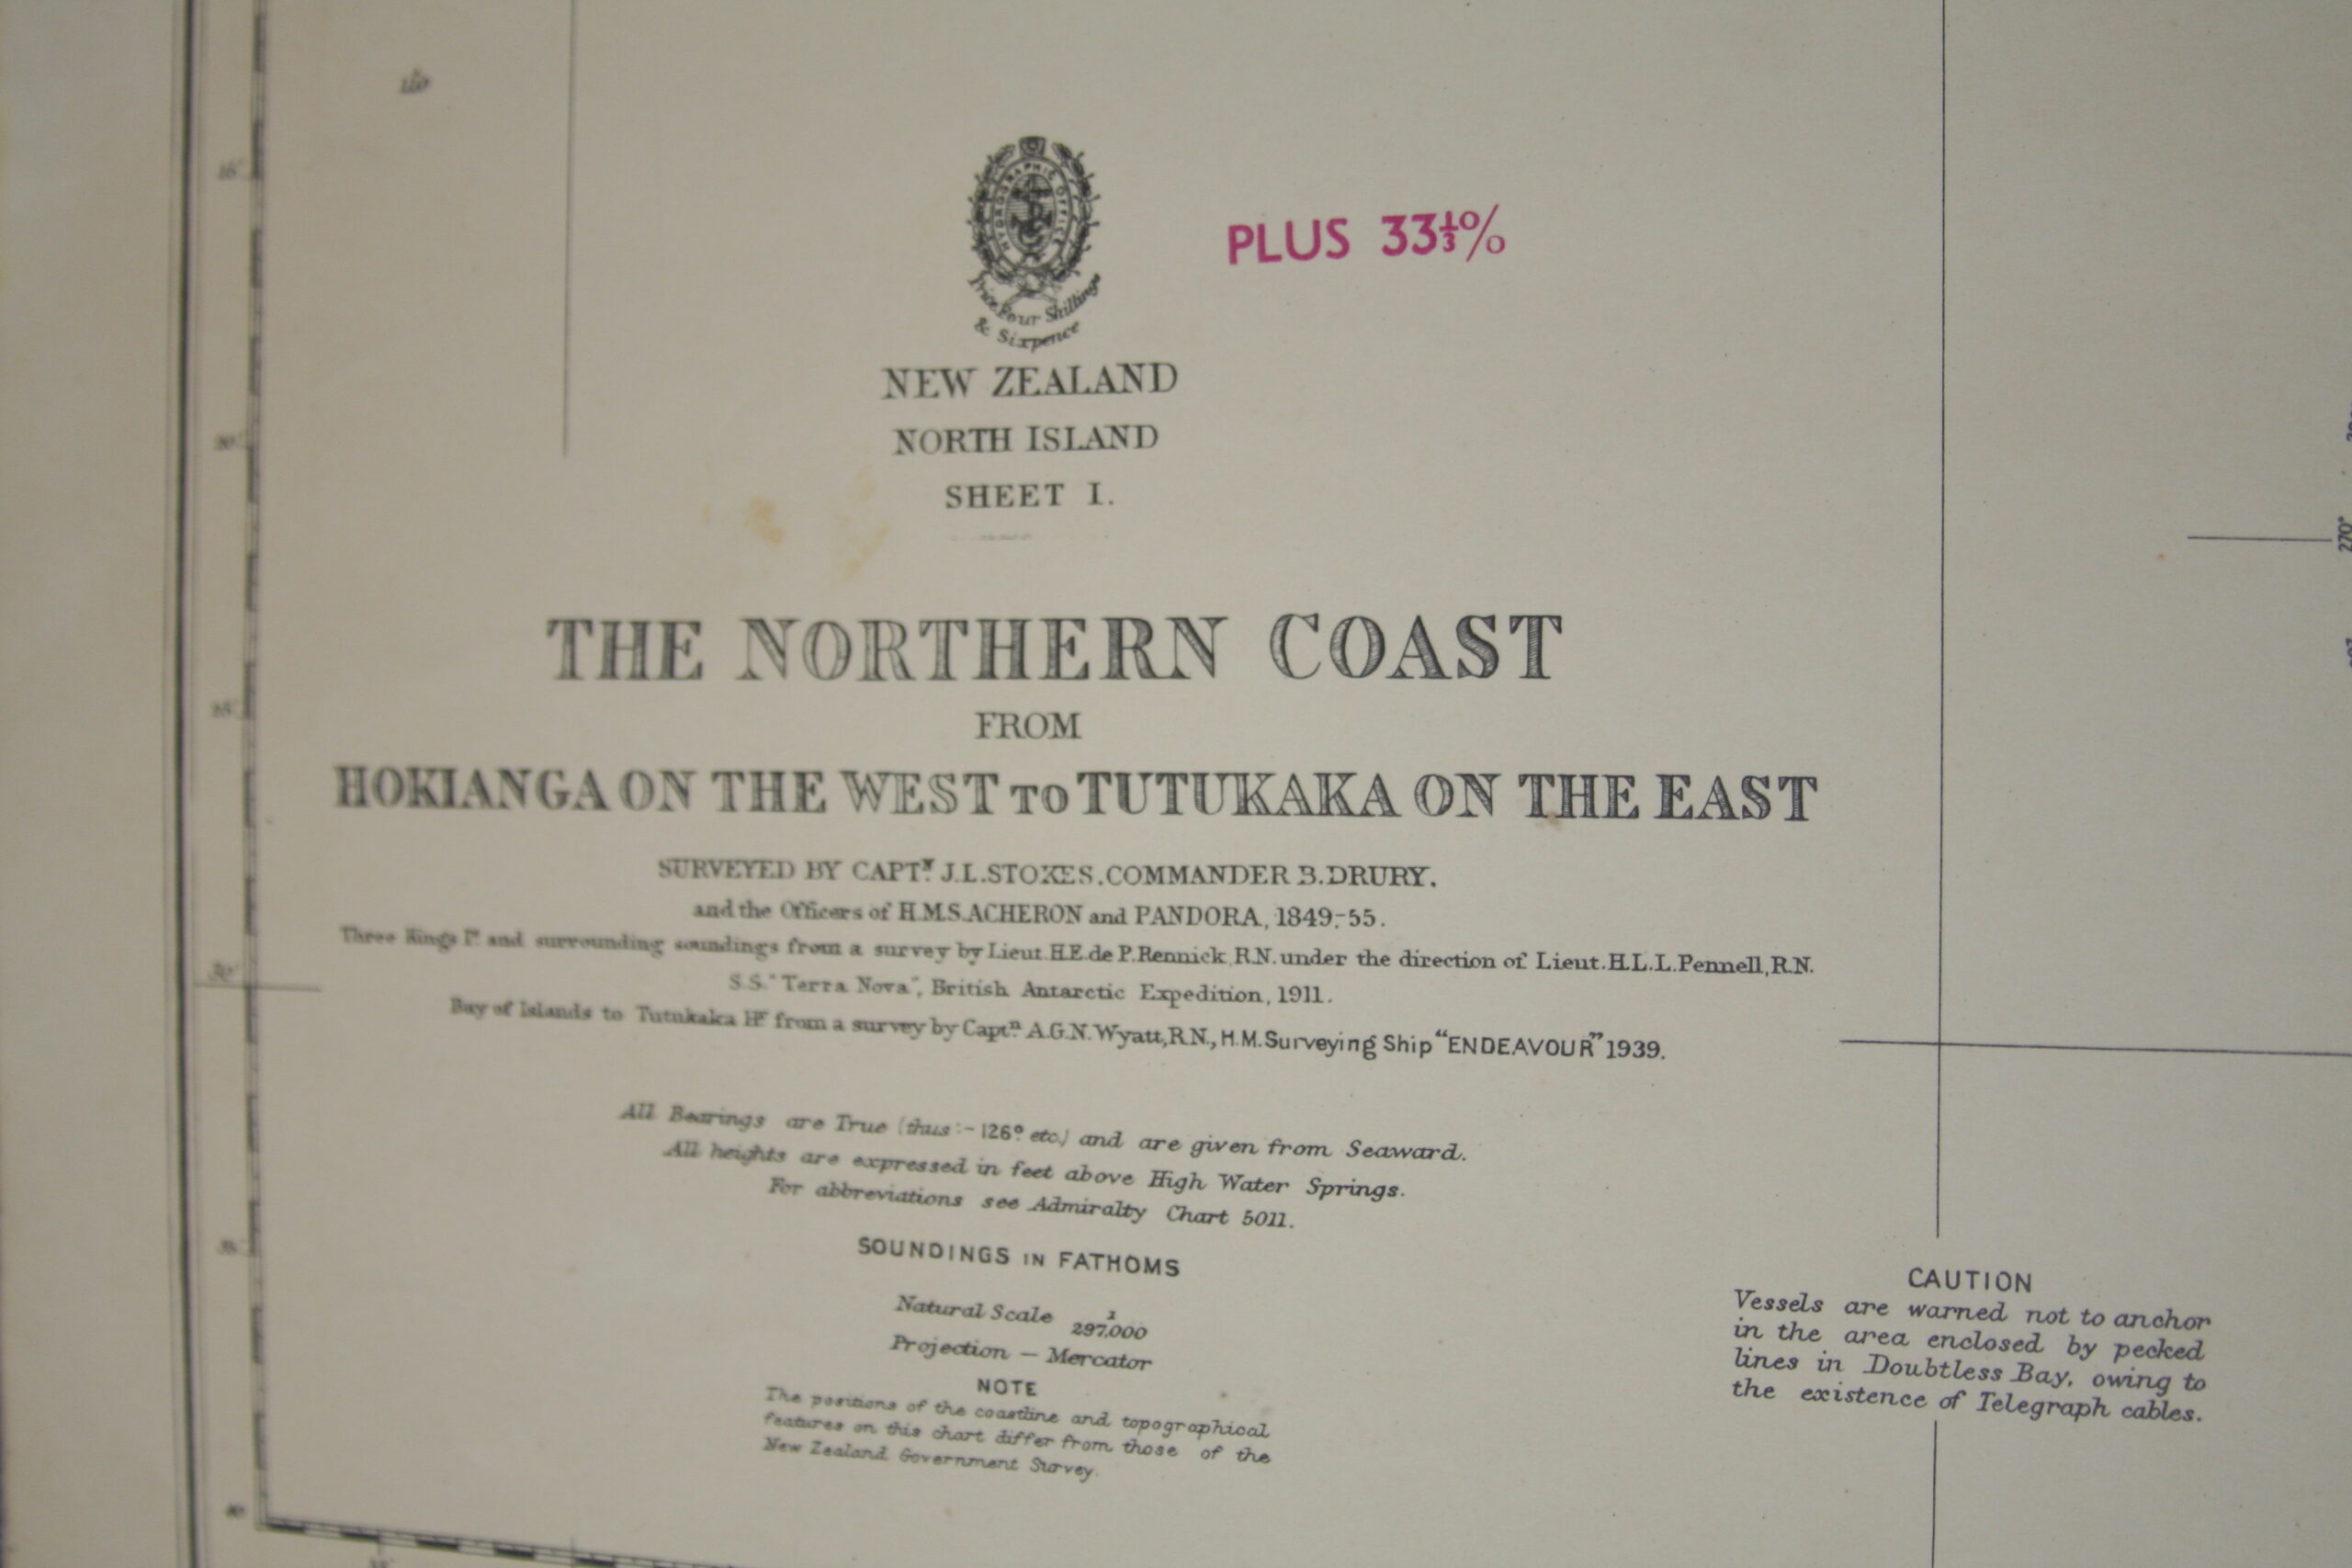 HYDROGRAPHIC OFFICE
Price Four Shillings
& Sixpence
PLUS 33⅓%
NEW ZEALAND
NORTH ISLAND
SHEET I.
THE NORTHERN COAST
FROM
HOKIANGA ON THE WEST TO TUTUKAKA ON THE EAST
SURVEYED BY CAPTN. J.L.STOKES. COMMANDER B.DRURY.
and the Officers of H.M.S. ACHERON and PANDORA, 1849-55.
Three Kings Is. and surrounding soundings from a survey by Lieut. H.E. de P. Rennick R.N. under the direction of Lieut. H.L.L. Pennell, R.N.
S.S. "Terra Nova", British Antarctic Expedition, 1911.
Bay of Islands to Tutukaka Hr. from a survey by Captn. A.G.N. Wyatt, R.N., H.M. Surveying Ship "ENDEAVOUR" 1939.
All Bearings are True (thus:- 126° etc.) and are given from Seaward.
All heights are expressed in feet above High Water Springs.
For abbreviations see Admiralty Chart 5011.
SOUNDINGS IN FATHOMS
Natural Scale 1/297,000
Projection — Mercator
NOTE
The positions of the coastline and topographical
features on this chart differ from those of the
New Zealand Government Survey.
CAUTION
Vessels are warned not to anchor
in the area enclosed by pecked
lines in Doubtless Bay, owing to
the existence of Telegraph cables.
270°
15'
30'